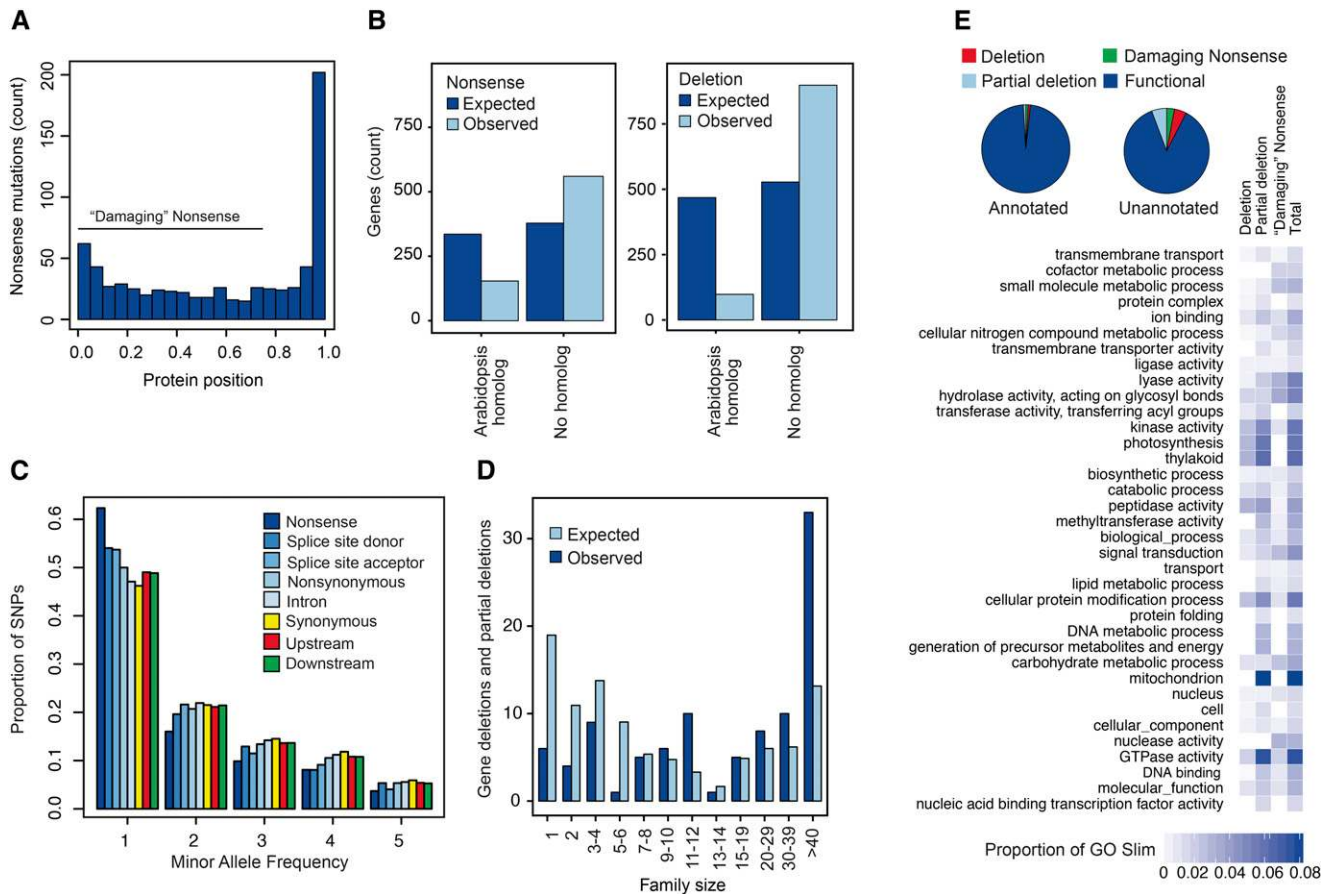 A
Nonsense mutations (count)
0
50
100
150
200
"Damaging" Nonsense
0.0
0.2
0.4
0.6
0.8
1.0
Protein position
B
Genes (count)
0
250
500
750
Nonsense
Expected
Observed
Arabidopsis
homolog
No homolog
0
250
500
750
Deletion
Expected
Observed
Arabidopsis
homolog
No homolog
C
Proportion of SNPs
0.0
0.1
0.2
0.3
0.4
0.5
0.6
Nonsense
Splice site donor
Splice site acceptor
Nonsynonymous
Intron
Synonymous
Upstream
Downstream
1
2
3
4
5
Minor Allele Frequency
D
Gene deletions and partial deletions
0
10
20
30
Expected
Observed
1
2
3-4
5-6
7-8
9-10
11-12
13-14
15-19
20-29
30-39
>40
Family size
E
Deletion
Damaging Nonsense
Partial deletion
Functional
Annotated
Unannotated
Deletion
Partial deletion
"Damaging" Nonsense
Total
transmembrane transport
cofactor metabolic process
small molecule metabolic process
protein complex
ion binding
cellular nitrogen compound metabolic process
transmembrane transporter activity
ligase activity
lyase activity
hydrolase activity, acting on glycosyl bonds
transferase activity, transferring acyl groups
kinase activity
photosynthesis
thylakoid
biosynthetic process
catabolic process
peptidase activity
methyltransferase activity
biological_process
signal transduction
transport
lipid metabolic process
cellular protein modification process
protein folding
DNA metabolic process
generation of precursor metabolites and energy
carbohydrate metabolic process
mitochondrion
nucleus
cell
cellular_component
nuclease activity
GTPase activity
DNA binding
molecular_function
nucleic acid binding transcription factor activity
Proportion of GO Slim
0 0.02 0.04 0.06 0.08